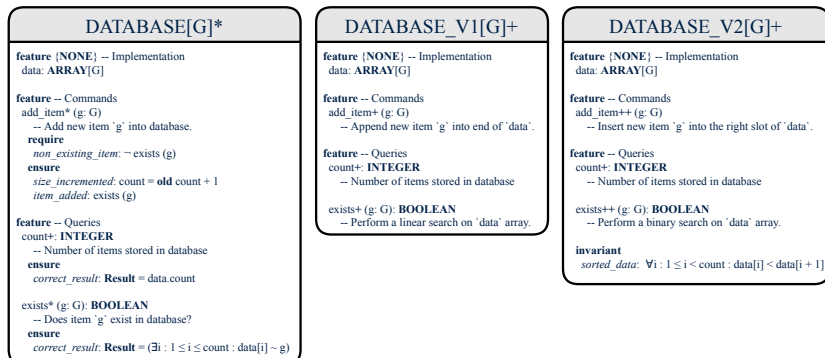 DATABASE[G]*
feature {NONE} -- Implementation
data: ARRAY[G]
feature -- Commands
add_item* (g: G)
-- Add new item `g` into database.
require
non_existing_item: ¬ exists (g)
ensure
size_incremented: count = old count + 1
item_added: exists (g)
feature -- Queries
count+: INTEGER
-- Number of items stored in database
ensure
correct_result: Result = data.count
exists* (g: G): BOOLEAN
-- Does item `g` exist in database?
ensure
correct_result: Result = (∃i : 1 ≤ i ≤ count : data[i] ~ g)
DATABASE_V1[G]+
feature {NONE} -- Implementation
data: ARRAY[G]
feature -- Commands
add_item+ (g: G)
-- Append new item `g` into end of `data`.
feature -- Queries
count+: INTEGER
-- Number of items stored in database
exists+ (g: G): BOOLEAN
-- Perform a linear search on `data` array.
DATABASE_V2[G]+
feature {NONE} -- Implementation
data: ARRAY[G]
feature -- Commands
add_item++ (g: G)
-- Insert new item `g` into the right slot of `data`.
feature -- Queries
count+: INTEGER
-- Number of items stored in database
exists++ (g: G): BOOLEAN
-- Perform a binary search on `data` array.
invariant
sorted_data: ∀i : 1 ≤ i < count : data[i] < data[i + 1]